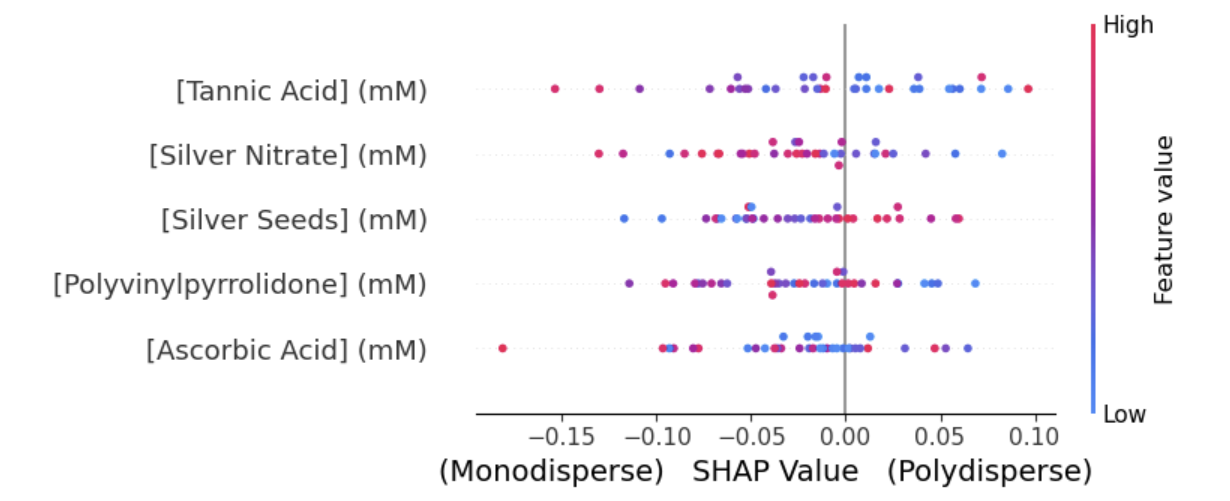 High
[Tannic Acid] (mM)
[Silver Nitrate] (mM)
[Silver Seeds] (mM)
[Polyvinylpyrrolidone] (mM)
[Ascorbic Acid] (mM)
Feature value
Low
−0.15 −0.10 −0.05 0.00 0.05 0.10
(Monodisperse) SHAP Value (Polydisperse)